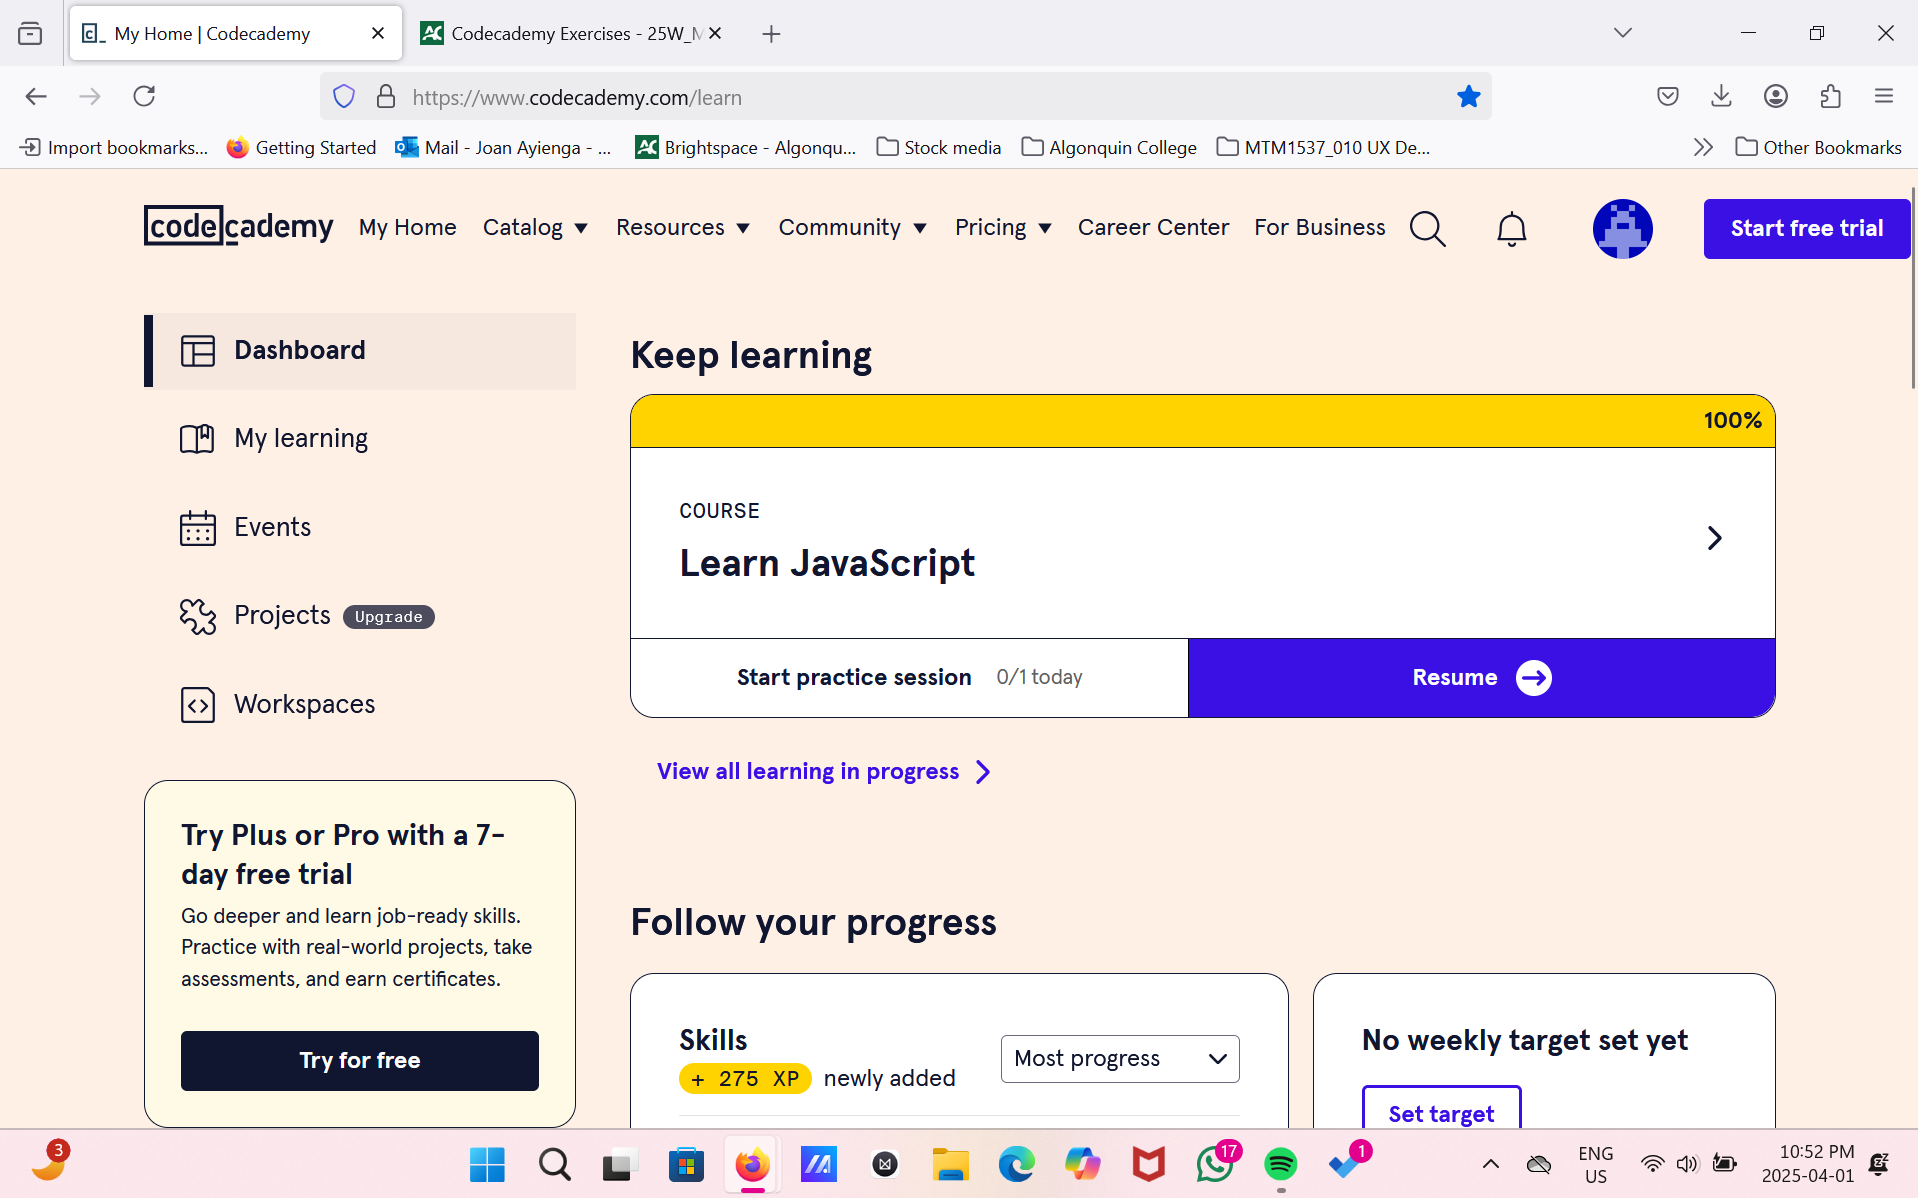 My Home | Codecademy
Codecademy Exercises - 25W_M
https://www.codecademy.com/learn
Import bookmarks...
Getting Started
Mail - Joan Ayienga - ...
Brightspace - Algonqu...
Stock media
Algonquin College
MTM1537_010 UX De...
Other Bookmarks
codecademy
My Home
Catalog
Resources
Community
Pricing
Career Center
For Business
Start free trial
Dashboard
My learning
Events
Projects Upgrade
Workspaces
Try Plus or Pro with a 7-
day free trial
Go deeper and learn job-ready skills.
Practice with real-world projects, take
assessments, and earn certificates.
Try for free
Keep learning
100%
COURSE
Learn JavaScript
Start practice session 0/1 today
Resume
View all learning in progress
Follow your progress
Skills
+ 275 XP newly added
Most progress
No weekly target set yet
Set target
3
17
1
ENG
US
10:52 PM
2025-04-01